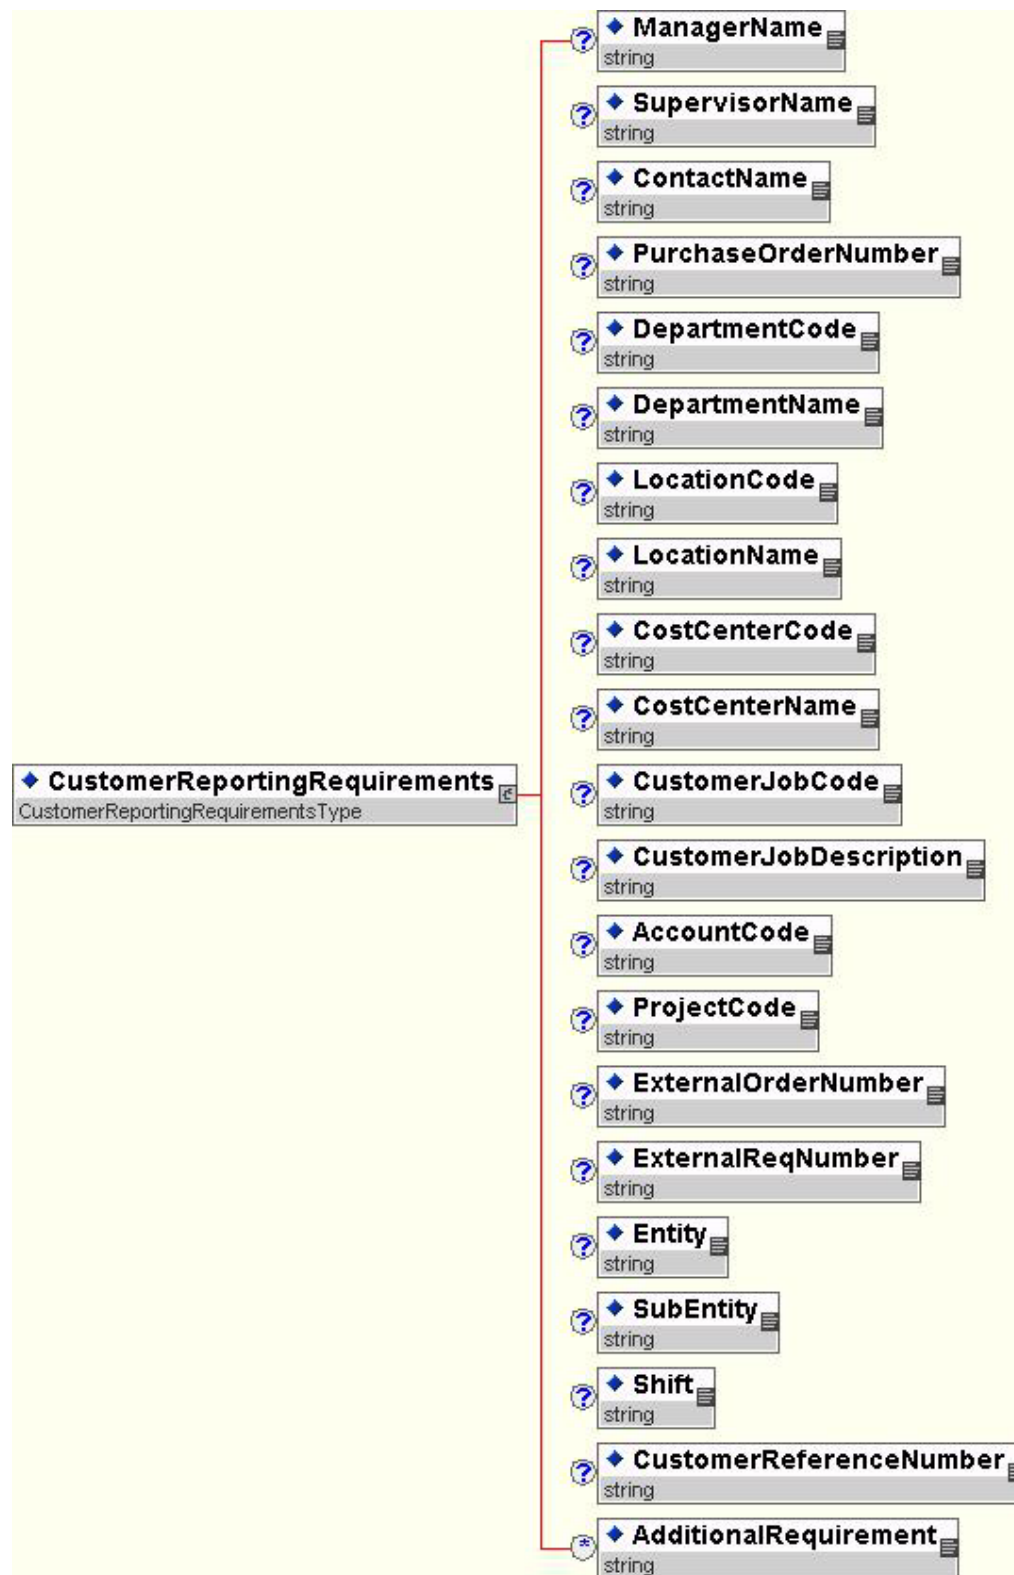 ManagerName
string
SupervisorName
string
ContactName
string
PurchaseOrderNumber
string
DepartmentCode
string
DepartmentName
string
LocationCode
string
LocationName
string
CostCenterCode
string
CostCenterName
string
CustomerReportingRequirements
CustomerReportingRequirementsType
CustomerJobCode
string
CustomerJobDescription
string
AccountCode
string
ProjectCode
string
ExternalOrderNumber
string
ExternalReqNumber
string
Entity
string
SubEntity
string
Shift
string
CustomerReferenceNumber
string
AdditionalRequirement
string